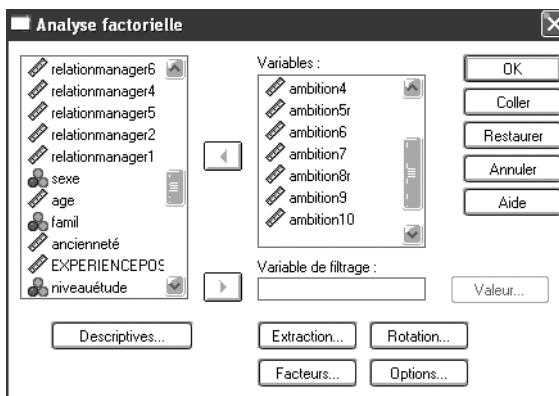 Analyse factorielle
relationmanager6
relationmanager4
relationmanager5
relationmanager2
relationmanager1
sexe
age
famil
ancienneté
EXPERIENCEPOS
niveauétude
Variables :
ambition4
ambition5r
ambition6
ambition7
ambition8r
ambition9
ambition10
Variable de filtrage :
OK
Coller
Restaurer
Annuler
Aide
Valeur...
Descriptives...
Extraction...
Rotation...
Facteurs...
Options...